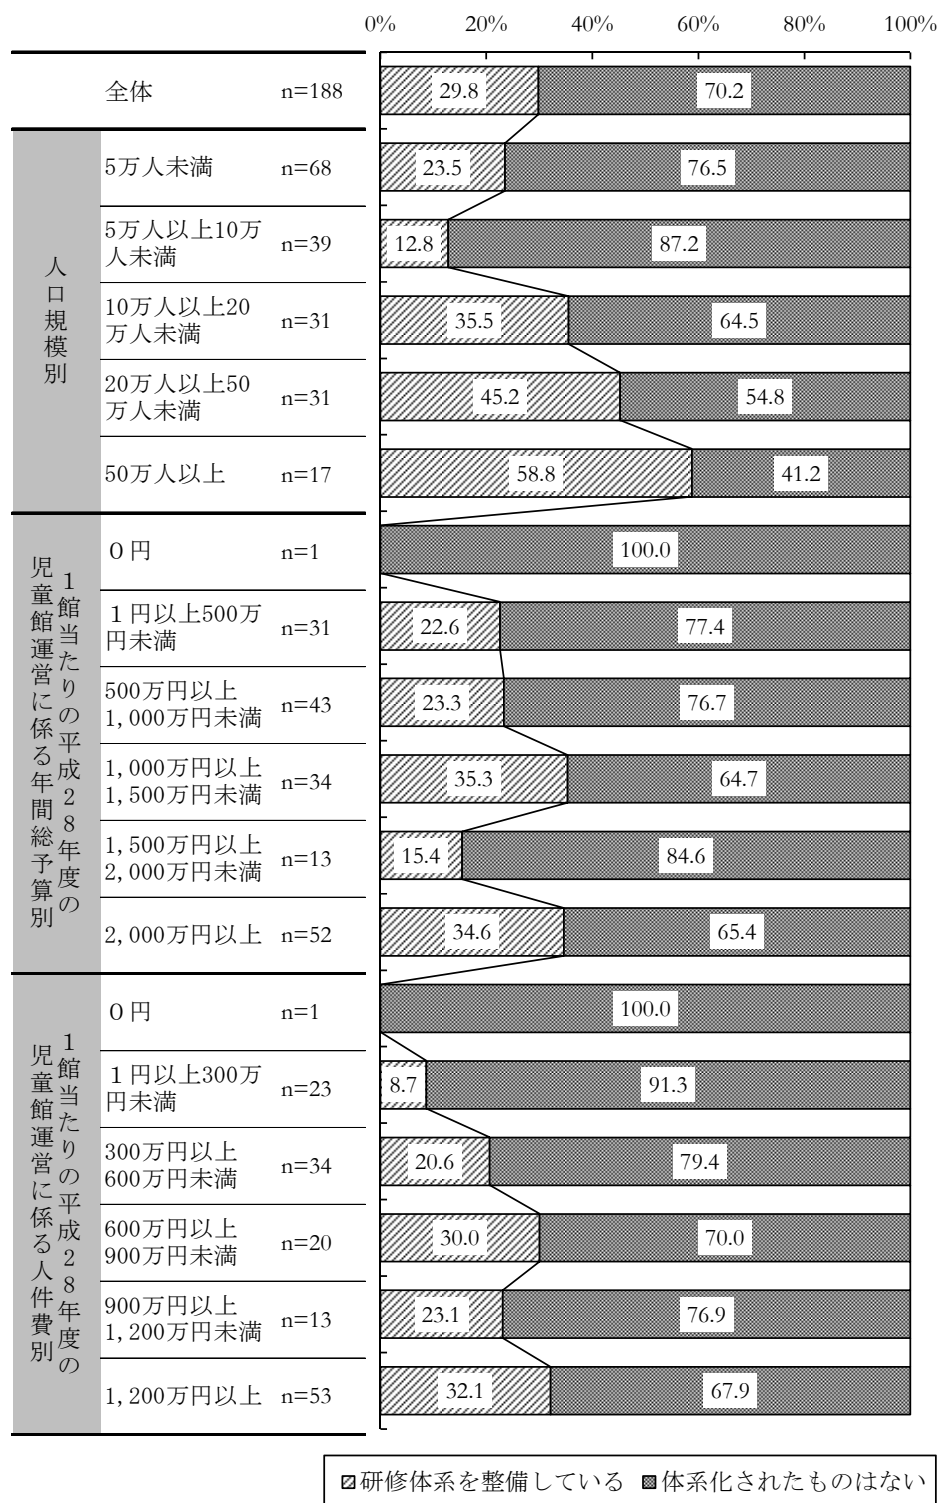 0% 20% 40% 60% 80% 100%
全体 n=188 29.8 70.2
人口規模別
5万人未満 n=68 23.5 76.5
5万人以上10万
人未満 n=39 12.8 87.2
10万人以上20
万人未満 n=31 35.5 64.5
20万人以上50
万人未満 n=31 45.2 54.8
50万人以上 n=17 58.8 41.2
1館当たりの平成28年度の
児童館運営に係る年間総予算別
0円 n=1 100.0
1円以上500万
円未満 n=31 22.6 77.4
500万円以上
1,000万円未満 n=43 23.3 76.7
1,000万円以上
1,500万円未満 n=34 35.3 64.7
1,500万円以上
2,000万円未満 n=13 15.4 84.6
2,000万円以上 n=52 34.6 65.4
1館当たりの平成28年度の
児童館運営に係る人件費別
0円 n=1 100.0
1円以上300万
円未満 n=23 8.7 91.3
300万円以上
600万円未満 n=34 20.6 79.4
600万円以上
900万円未満 n=20 30.0 70.0
900万円以上
1,200万円未満 n=13 23.1 76.9
1,200万円以上 n=53 32.1 67.9
研修体系を整備している 体系化されたものはない